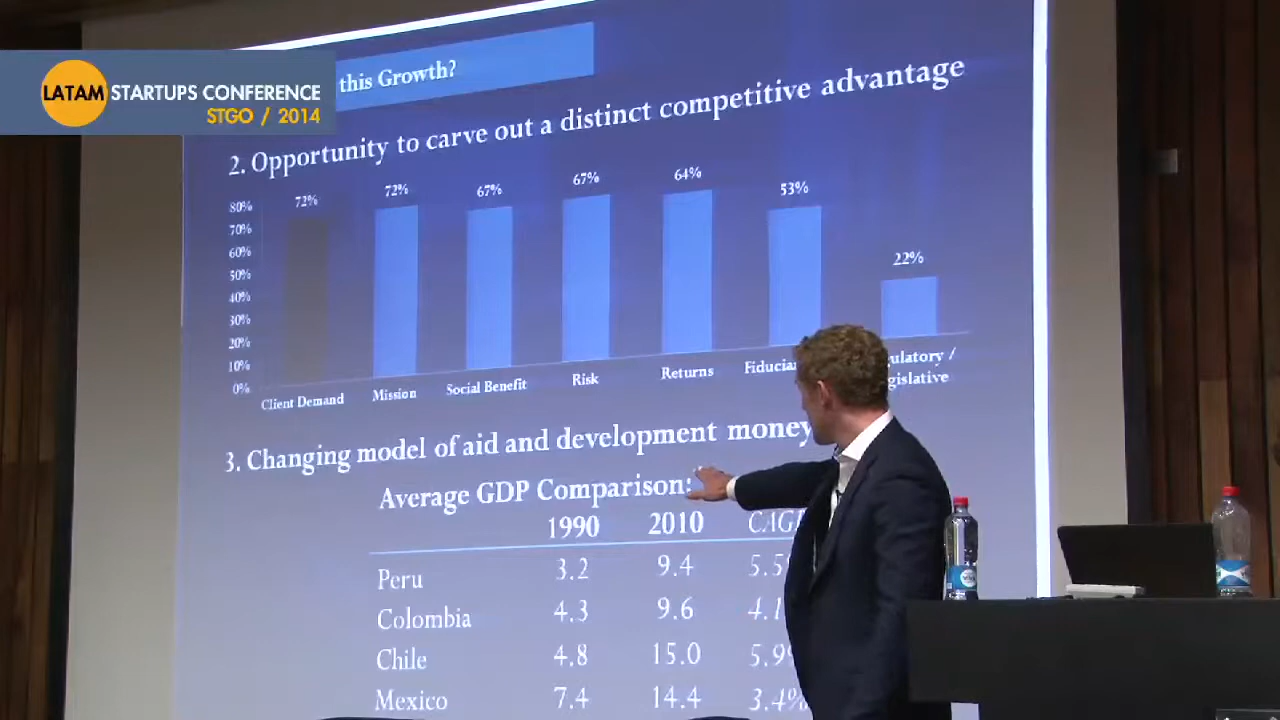 LATAM STARTUPS CONFERENCE
STGO / 2014
this Growth?
2. Opportunity to carve out a distinct competitive advantage
72% 72% 67% 67% 64% 53% 22%
80%
70%
60%
50%
40%
30%
20%
10%
0%
Client Demand Mission Social Benefit Risk Returns
3. Changing model of aid and development money
Average GDP Comparison:
1990 2010
Peru 3.2 9.4
Colombia 4.3 9.6
Chile 4.8 15.0
Mexico 7.4 14.4 3.4%